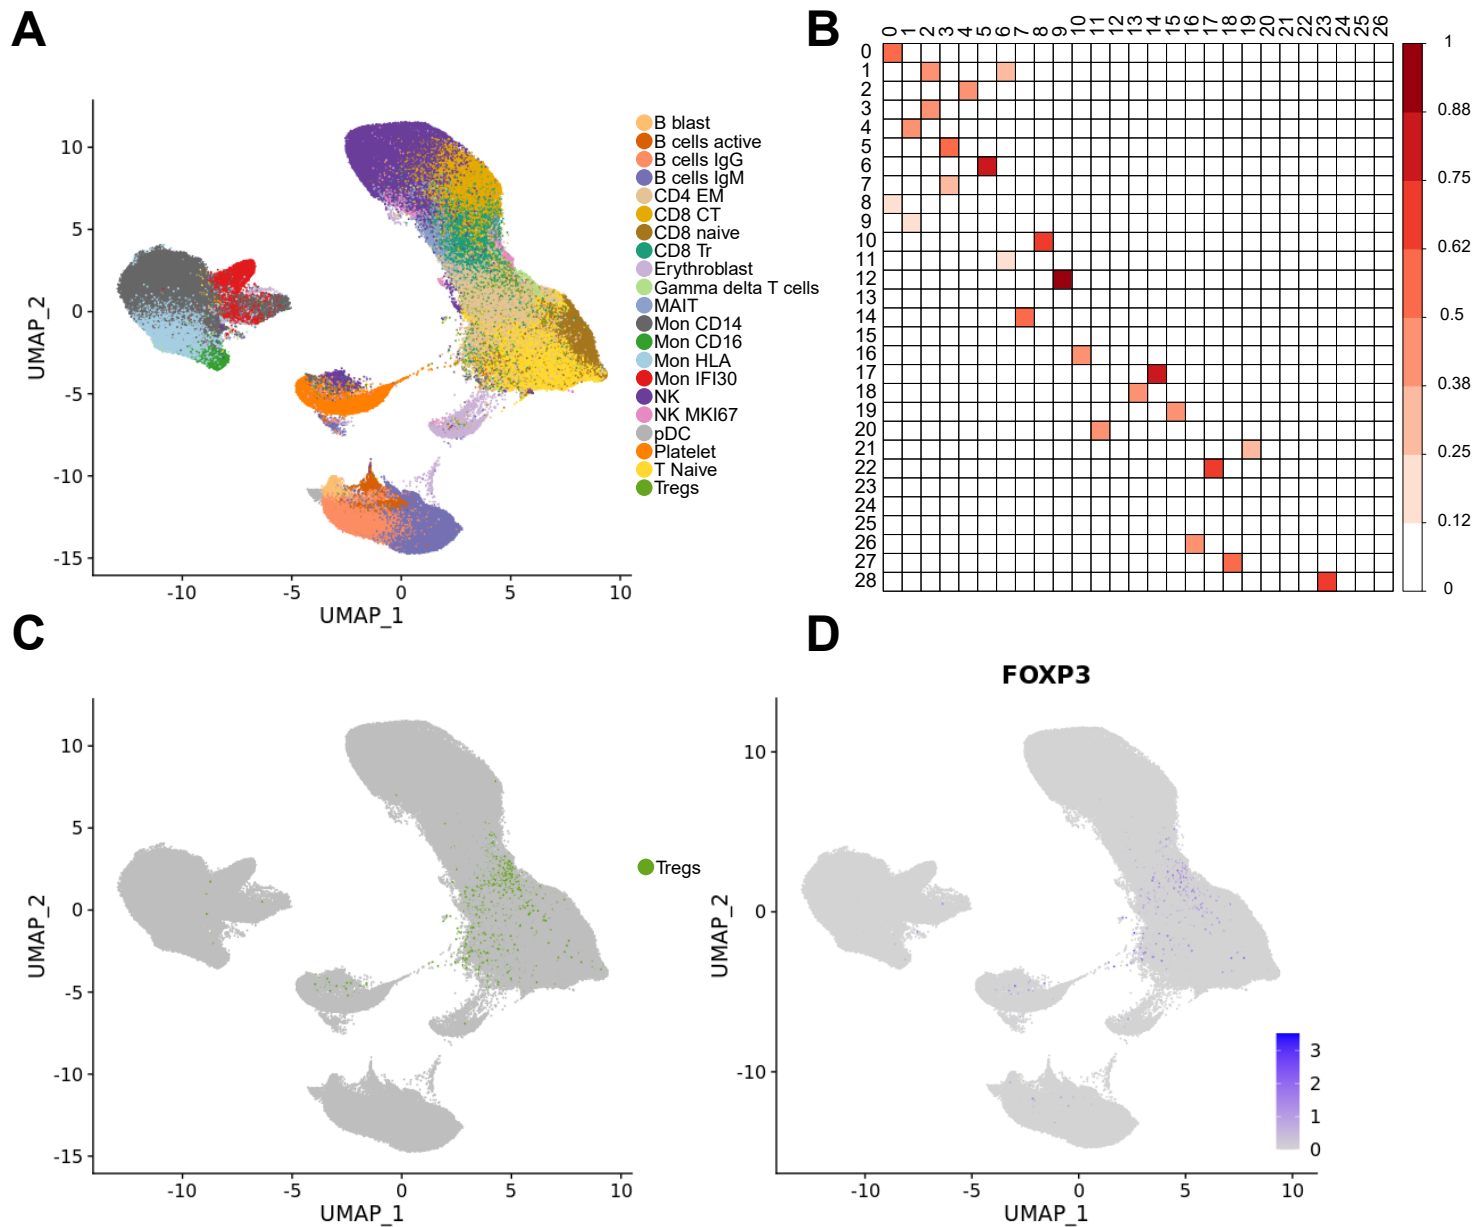 A
10
5
0
-5
-10
-15
UMAP_2
-10 -5 0 5 10
UMAP_1
B blast
B cells active
B cells IgG
B cells IgM
CD4 EM
CD8 CT
CD8 naive
CD8 Tr
Erythroblast
Gamma delta T cells
MAIT
Mon CD14
Mon CD16
Mon HLA
Mon IFI30
NK
NK MKI67
pDC
Platelet
T Naive
Tregs
B
0 1 2 3 4 5 6 7 8 9 10 11 12 13 14 15 16 17 18 19 20 21 22 23 24 25 26
0
1
2
3
4
5
6
7
8
9
10
11
12
13
14
15
16
17
18
19
20
21
22
23
24
25
26
27
28
1
0.88
0.75
0.62
0.5
0.38
0.25
0.12
0
C
10
5
0
-5
-10
-15
UMAP_2
-10 -5 0 5 10
UMAP_1
Tregs
D
FOXP3
10
0
-10
UMAP_2
-10 -5 0 5 10
UMAP_1
3
2
1
0